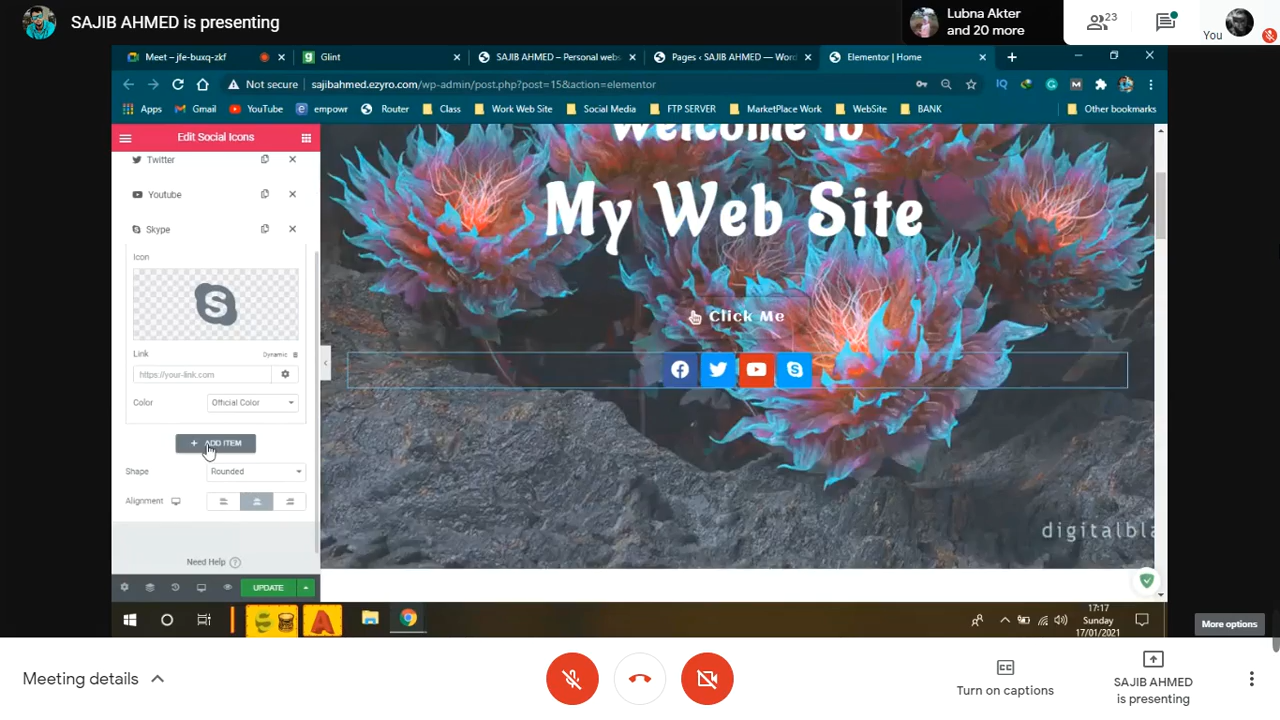 SAJIB AHMED is presenting
Lubna Akter
and 20 more
23
You
Meet – jfe-buxq-zkf
Glint
SAJIB AHMED – Personal webs
Pages ‹ SAJIB AHMED — Word
Elementor | Home
Not secure
sajibahmed.ezyro.com/wp-admin/post.php?post=15&action=elementor
Apps
Gmail
YouTube
empowr
Router
Class
Work Web Site
Social Media
FTP SERVER
MarketPlace Work
WebSite
BANK
Other bookmarks
Edit Social Icons
Twitter
Youtube
Skype
Icon
Link
Dynamic
https://your-link.com
Color
Official Color
+ ADD ITEM
Shape
Rounded
Alignment
Need Help ?
UPDATE
Welcome To
My Web Site
Click Me
digitalbla
17:17
Sunday
17/01/2021
More options
Meeting details
Turn on captions
SAJIB AHMED
is presenting